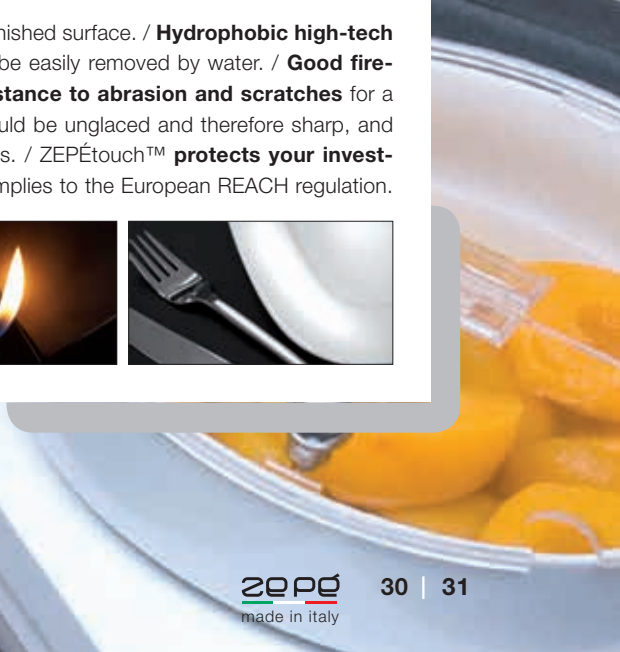 nished surface. / Hydrophobic high-tech
be easily removed by water. / Good fire-
stance to abrasion and scratches for a
uld be unglaced and therefore sharp, and
s. / ZEPÉtouch™ protects your invest-
mplies to the European REACH regulation.
zepé 30 | 31
made in italy